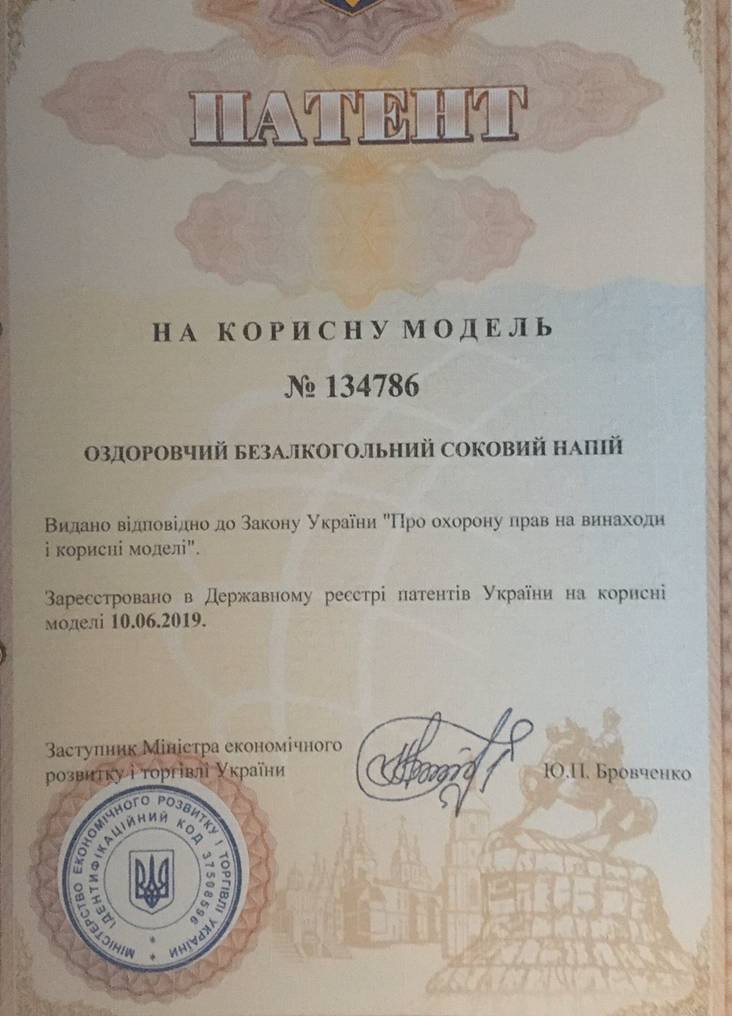 ПАТЕНТ
НА КОРИСНУ МОДЕЛЬ
№ 134786
ОЗДОРОВЧИЙ БЕЗАЛКОГОЛЬНИЙ СОКОВИЙ НАПІЙ
Видано відповідно до Закону України "Про охорону прав на винаходи
і корисні моделі".
Зареєстровано в Державному реєстрі патентів України на корисні
моделі 10.06.2019.
Заступник Міністра економічного
розвитку і торгівлі України
Ю.П. Бровченко
МІНІСТЕРСТВО ЕКОНОМІЧНОГО РОЗВИТКУ І ТОРГІВЛІ УКРАЇНИ *
ІДЕНТИФІКАЦІЙНИЙ КОД 37508596 *